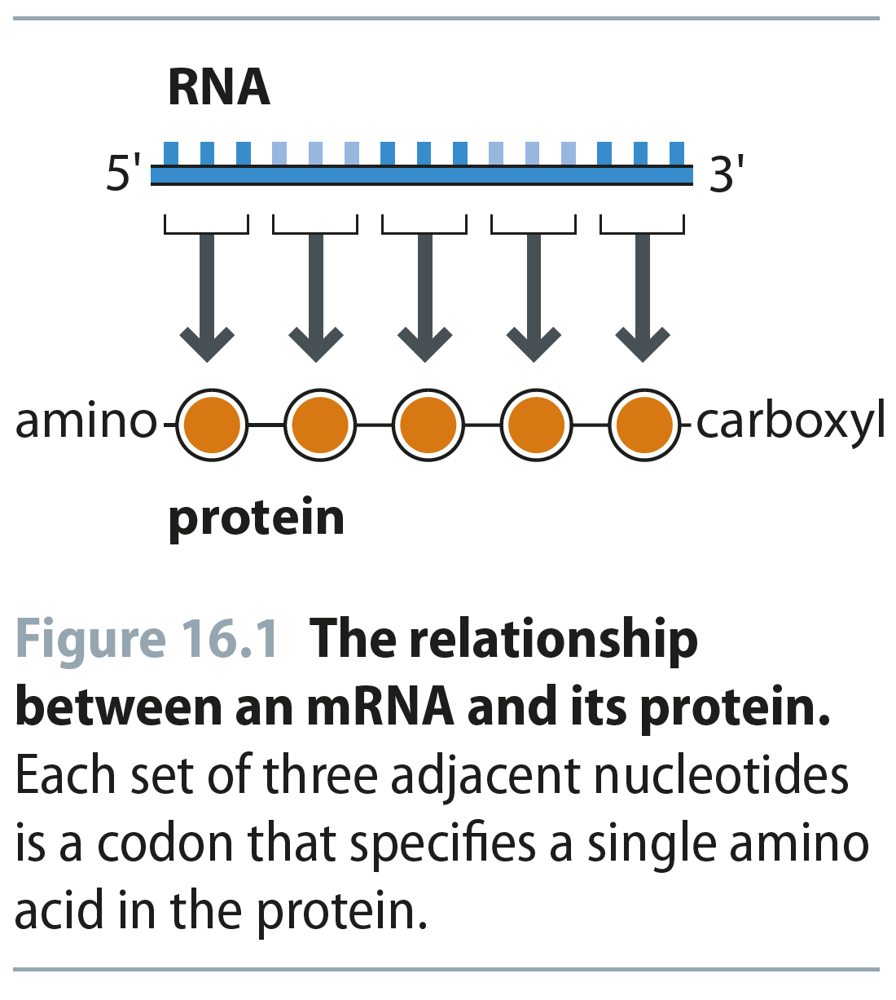 RNA
5' 3'
amino carboxyl
protein
Figure 16.1 The relationship
between an mRNA and its protein.
Each set of three adjacent nucleotides
is a codon that specifies a single amino
acid in the protein.